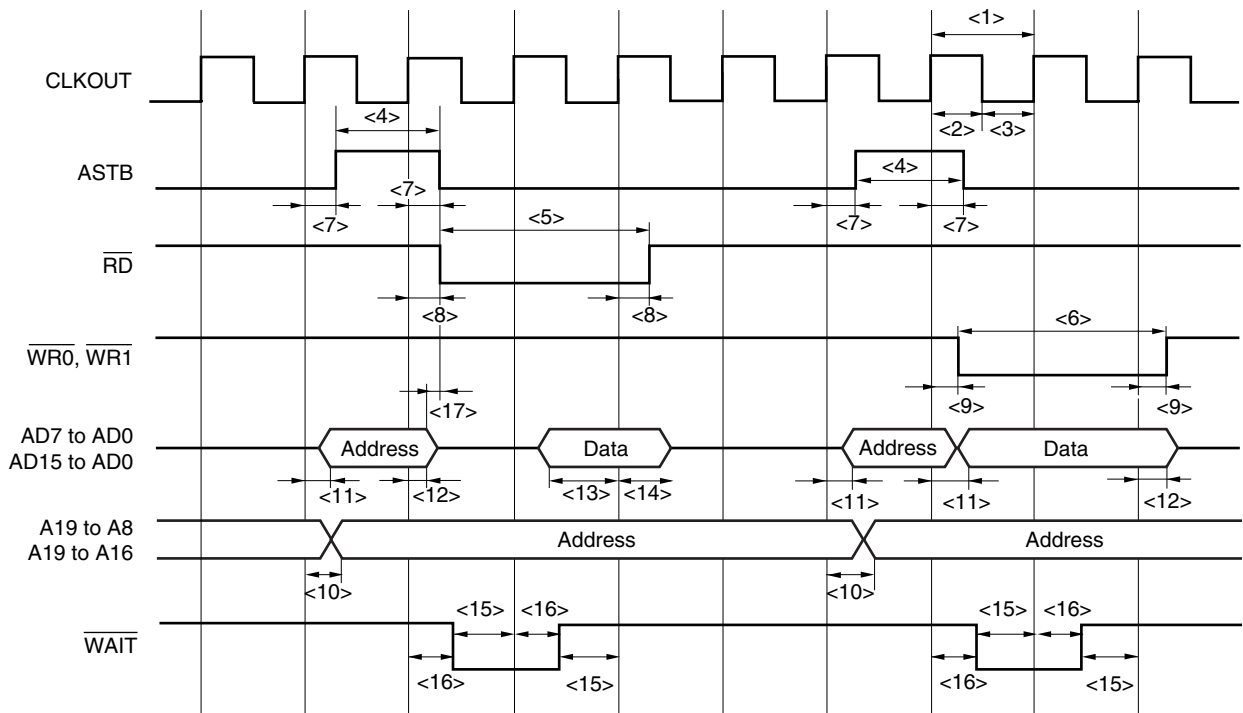 <1>
CLKOUT
<2> <3>
<4>
ASTB
<7> <4>
<7> <5> <7> <7>
RD
<8> <8>
<6>
WR0, WR1
<17> <9> <9>
AD7 to AD0
AD15 to AD0
Address Data Address Data
<11> <12> <13> <14> <11> <11> <12>
A19 to A8
A19 to A16
Address Address
<10> <10>
<15> <16> <15> <16>
WAIT
<16> <15> <16> <15>